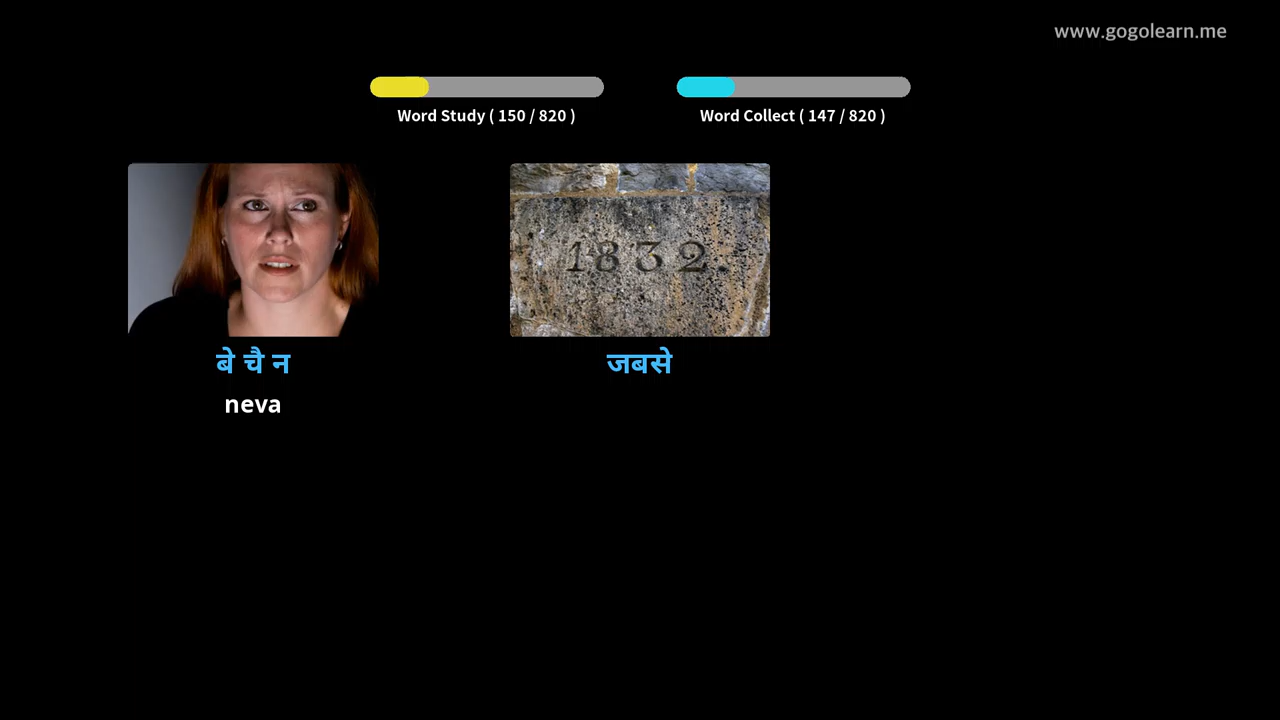 www.gogolearn.me
Word Study ( 150 / 820 )
Word Collect ( 147 / 820 )
1832.
बे चै न
जबसे
neva